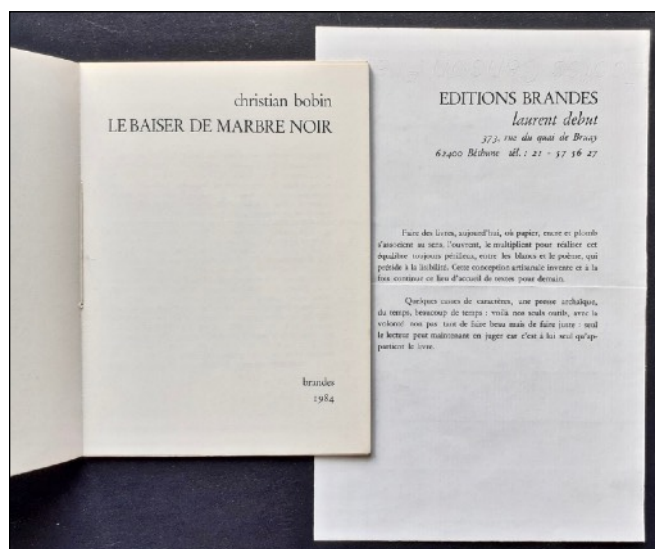 christian bobin
LE BAISER DE MARBRE NOIR
brandes
1984
EDITIONS BRANDES
laurent debut
373, rue du quai de Bruay
62400 Béthune tél. : 21 - 57 56 27
Faire des livres, aujourd'hui, où papier, encre et plomb
s'associent au sens, l'ouvrent, le multiplient pour réaliser cet
équilibre toujours périlleux, entre les blancs et le poème, qui
préside à la lisibilité. Cette conception artisanale invente et à la
fois continue ce lieu d'accueil de textes pour demain.
Quelques casses de caractères, une presse archaïque,
du temps, beaucoup de temps : voilà nos seuls outils, avec la
volonté non pas tant de faire beau mais de faire juste : seul
le lecteur peut maintenant en juger car c'est à lui seul qu'ap-
partient le livre.